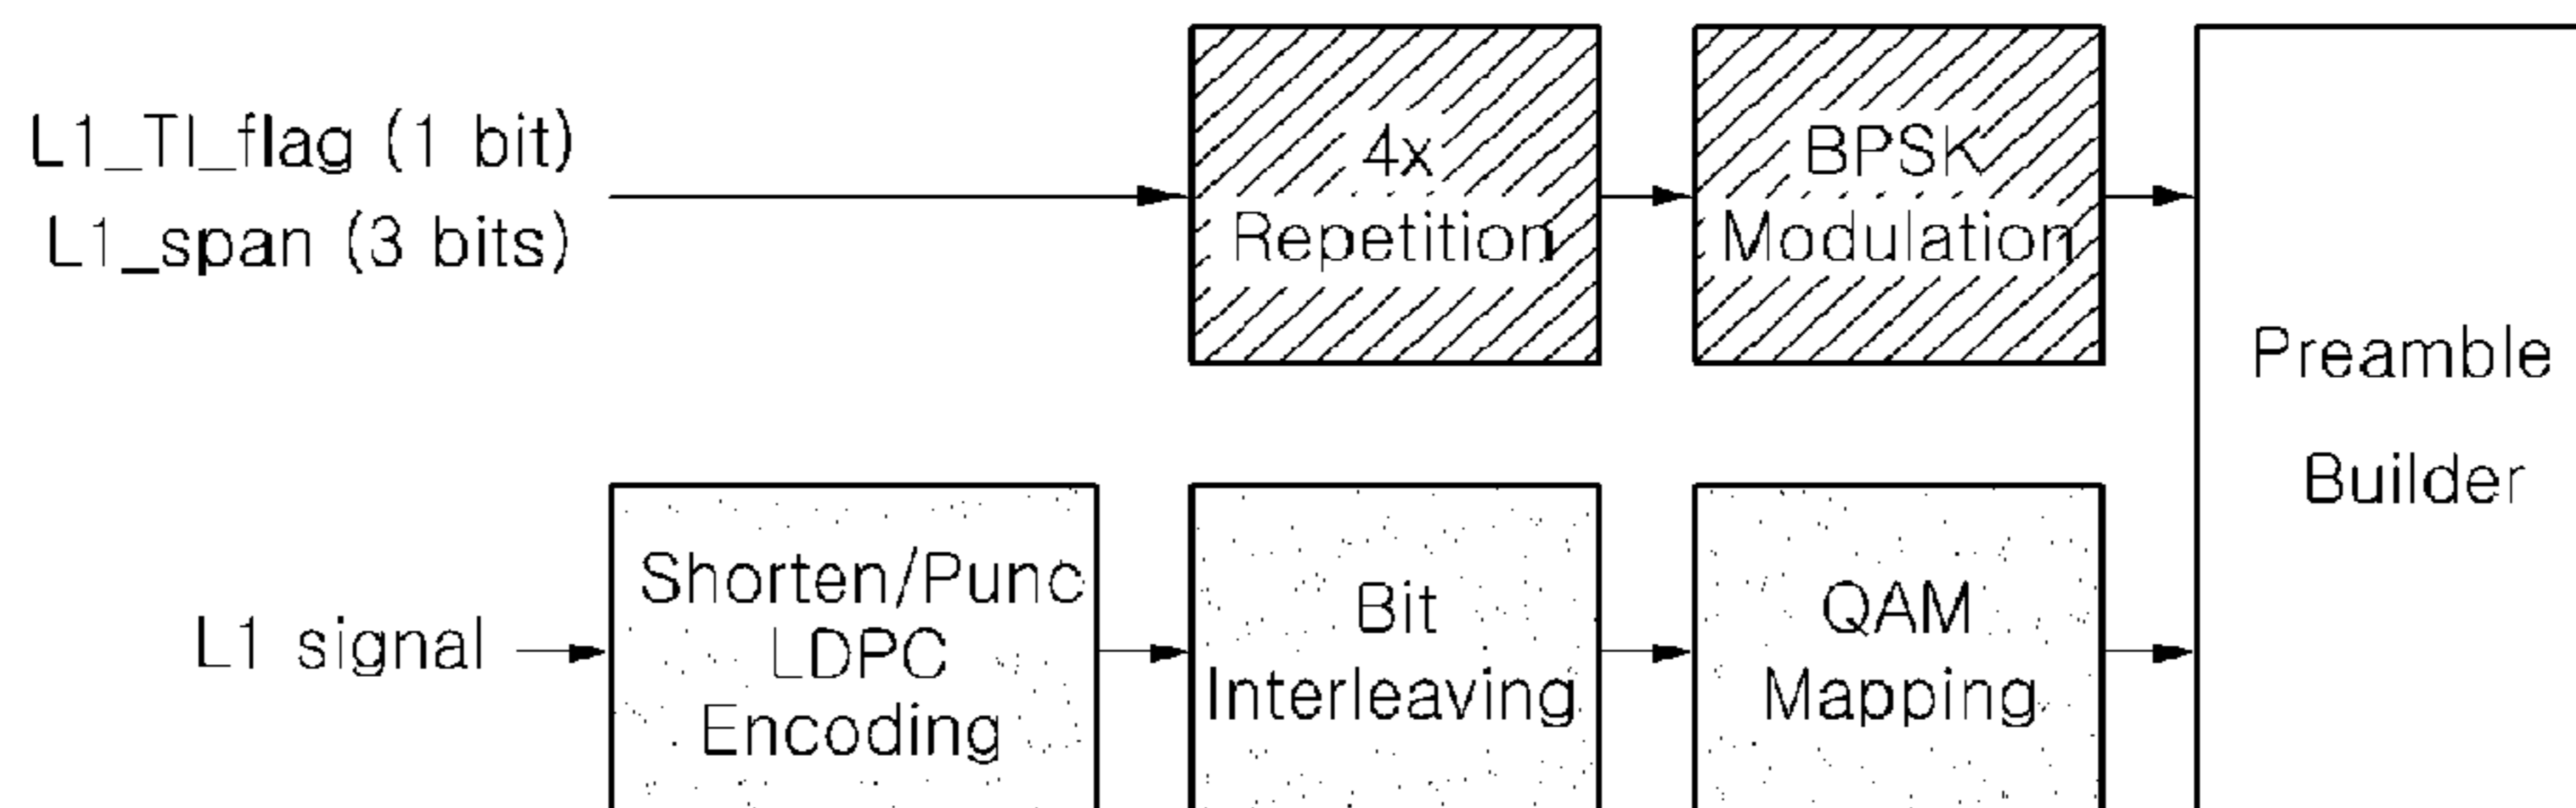 L1_TI_flag (1 bit)
L1_span (3 bits)
4x
Repetition
BPSK
Modulation
Preamble
Builder
L1 signal
Shorten/Punc
LDPC
Encoding
Bit
Interleaving
QAM
Mapping